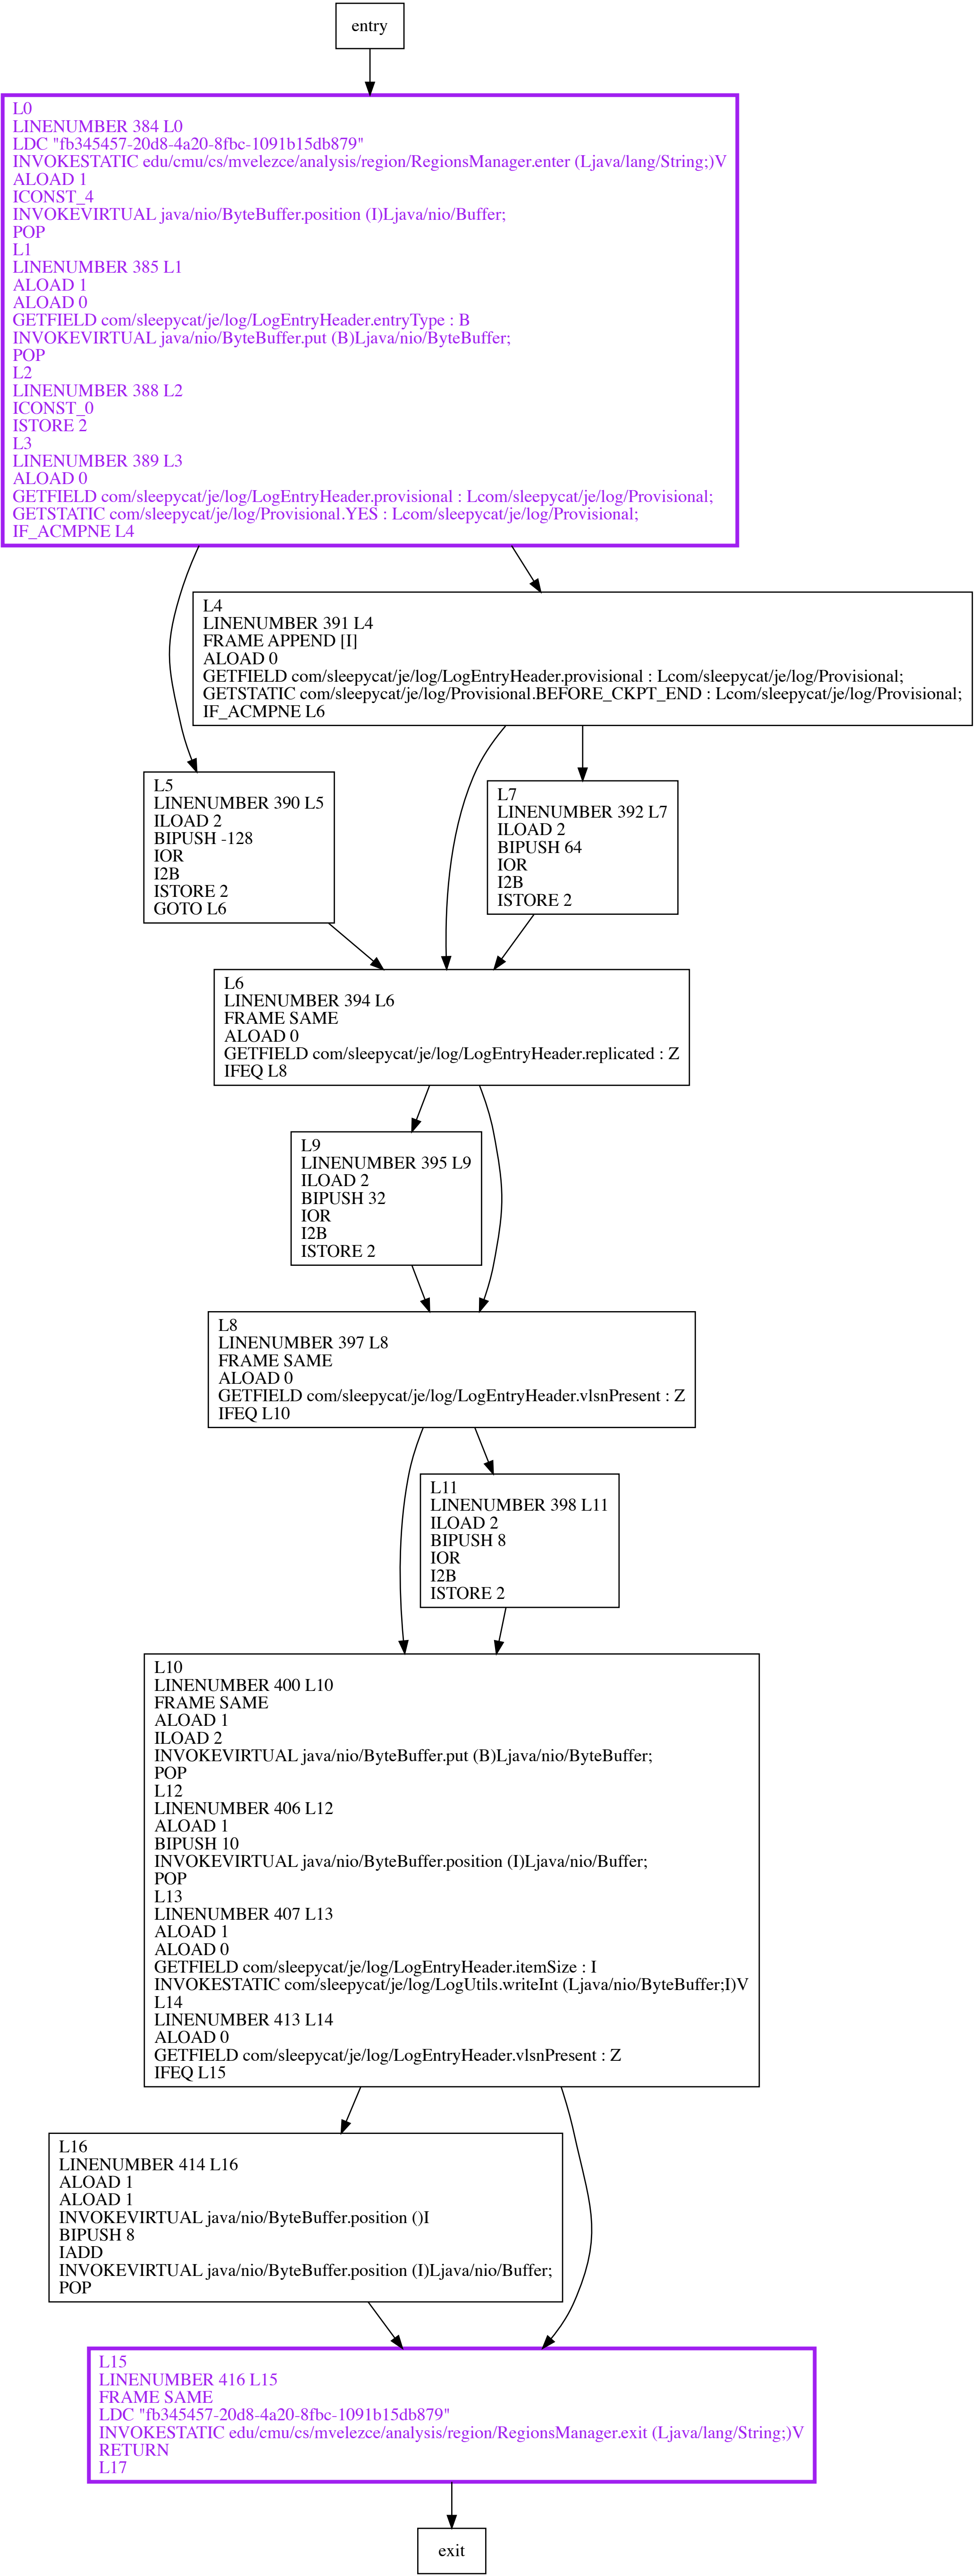 entry
L0
LINENUMBER 384 L0
LDC "fb345457-20d8-4a20-8fbc-1091b15db879"
INVOKESTATIC edu/cmu/cs/mvelezce/analysis/region/RegionsManager.enter (Ljava/lang/String;)V
ALOAD 1
ICONST_4
INVOKEVIRTUAL java/nio/ByteBuffer.position (I)Ljava/nio/Buffer;
POP
L1
LINENUMBER 385 L1
ALOAD 1
ALOAD 0
GETFIELD com/sleepycat/je/log/LogEntryHeader.entryType : B
INVOKEVIRTUAL java/nio/ByteBuffer.put (B)Ljava/nio/ByteBuffer;
POP
L2
LINENUMBER 388 L2
ICONST_0
ISTORE 2
L3
LINENUMBER 389 L3
ALOAD 0
GETFIELD com/sleepycat/je/log/LogEntryHeader.provisional : Lcom/sleepycat/je/log/Provisional;
GETSTATIC com/sleepycat/je/log/Provisional.YES : Lcom/sleepycat/je/log/Provisional;
IF_ACMPNE L4
L4
LINENUMBER 391 L4
FRAME APPEND [I]
ALOAD 0
GETFIELD com/sleepycat/je/log/LogEntryHeader.provisional : Lcom/sleepycat/je/log/Provisional;
GETSTATIC com/sleepycat/je/log/Provisional.BEFORE_CKPT_END : Lcom/sleepycat/je/log/Provisional;
IF_ACMPNE L6
L5
LINENUMBER 390 L5
ILOAD 2
BIPUSH -128
IOR
I2B
ISTORE 2
GOTO L6
L7
LINENUMBER 392 L7
ILOAD 2
BIPUSH 64
IOR
I2B
ISTORE 2
L6
LINENUMBER 394 L6
FRAME SAME
ALOAD 0
GETFIELD com/sleepycat/je/log/LogEntryHeader.replicated : Z
IFEQ L8
L9
LINENUMBER 395 L9
ILOAD 2
BIPUSH 32
IOR
I2B
ISTORE 2
L8
LINENUMBER 397 L8
FRAME SAME
ALOAD 0
GETFIELD com/sleepycat/je/log/LogEntryHeader.vlsnPresent : Z
IFEQ L10
L11
LINENUMBER 398 L11
ILOAD 2
BIPUSH 8
IOR
I2B
ISTORE 2
L10
LINENUMBER 400 L10
FRAME SAME
ALOAD 1
ILOAD 2
INVOKEVIRTUAL java/nio/ByteBuffer.put (B)Ljava/nio/ByteBuffer;
POP
L12
LINENUMBER 406 L12
ALOAD 1
BIPUSH 10
INVOKEVIRTUAL java/nio/ByteBuffer.position (I)Ljava/nio/Buffer;
POP
L13
LINENUMBER 407 L13
ALOAD 1
ALOAD 0
GETFIELD com/sleepycat/je/log/LogEntryHeader.itemSize : I
INVOKESTATIC com/sleepycat/je/log/LogUtils.writeInt (Ljava/nio/ByteBuffer;I)V
L14
LINENUMBER 413 L14
ALOAD 0
GETFIELD com/sleepycat/je/log/LogEntryHeader.vlsnPresent : Z
IFEQ L15
L16
LINENUMBER 414 L16
ALOAD 1
ALOAD 1
INVOKEVIRTUAL java/nio/ByteBuffer.position ()I
BIPUSH 8
IADD
INVOKEVIRTUAL java/nio/ByteBuffer.position (I)Ljava/nio/Buffer;
POP
L15
LINENUMBER 416 L15
FRAME SAME
LDC "fb345457-20d8-4a20-8fbc-1091b15db879"
INVOKESTATIC edu/cmu/cs/mvelezce/analysis/region/RegionsManager.exit (Ljava/lang/String;)V
RETURN
L17
exit